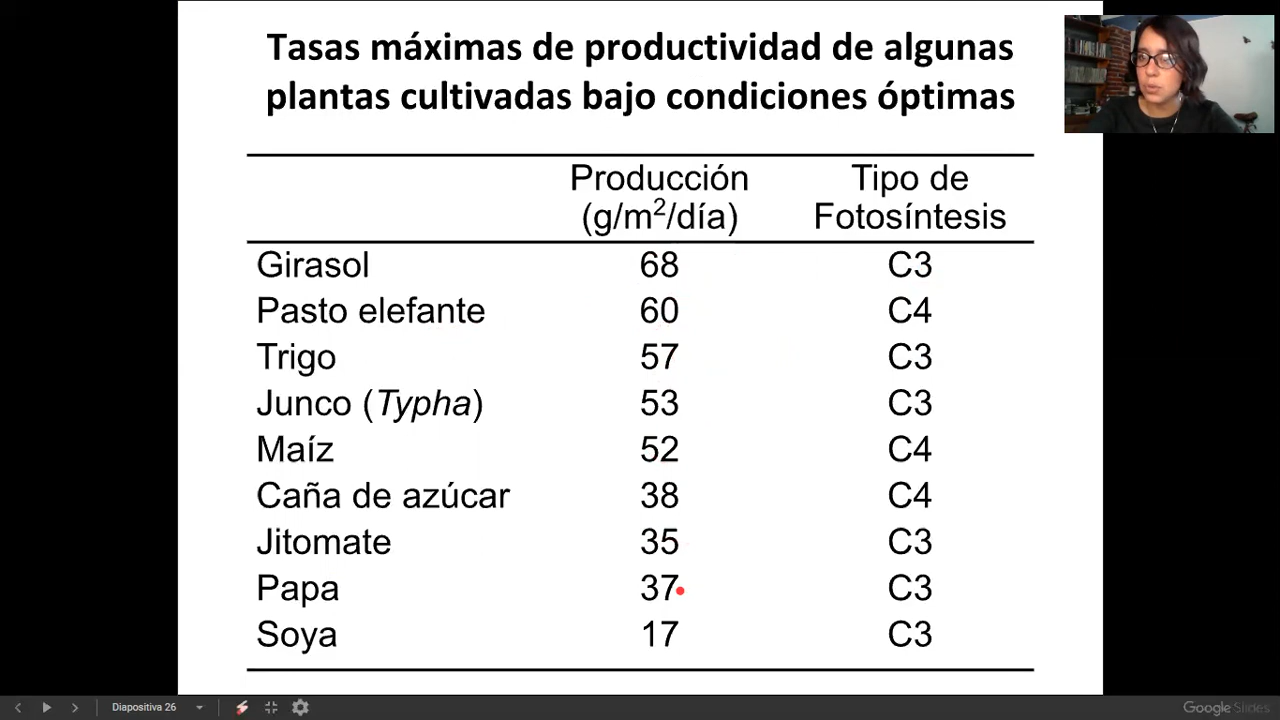 Tasas máximas de productividad de algunas
plantas cultivadas bajo condiciones óptimas
Producción Tipo de
(g/m²/día) Fotosíntesis
Girasol 68 C3
Pasto elefante 60 C4
Trigo 57 C3
Junco (Typha) 53 C3
Maíz 52 C4
Caña de azúcar 38 C4
Jitomate 35 C3
Papa 37 C3
Soya 17 C3
Diapositiva 26 Google Slides